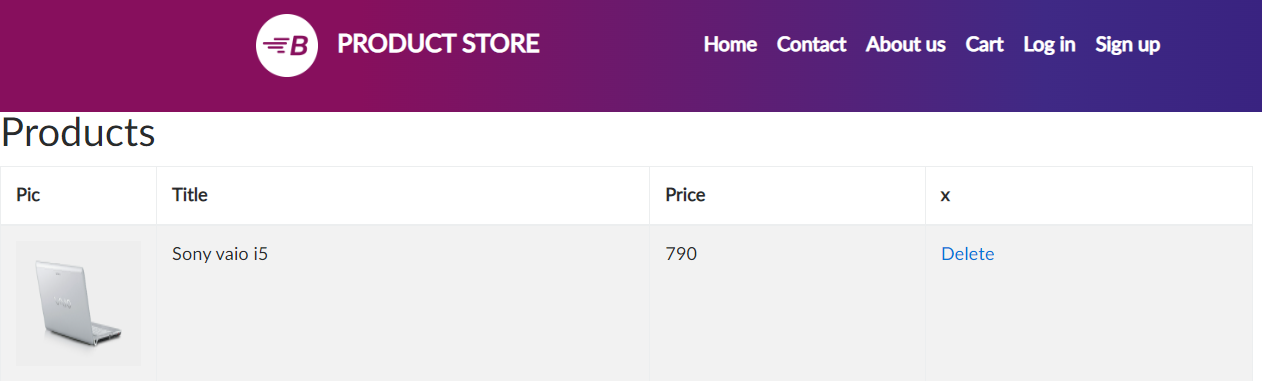 B PRODUCT STORE Home Contact About us Cart Log in Sign up
Products
Pic Title Price x
Sony vaio i5 790 Delete
VAIO